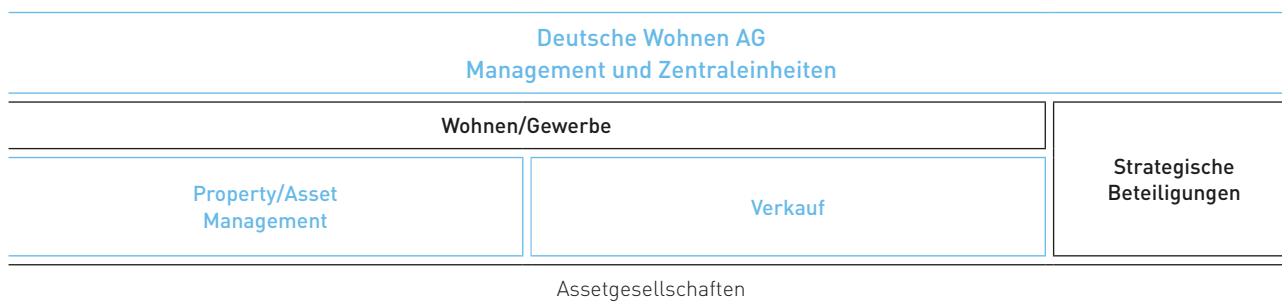 Deutsche Wohnen AG
Management und Zentraleinheiten
Wohnen/Gewerbe
Strategische
Beteiligungen
Property/Asset
Management
Verkauf
Assetgesellschaften